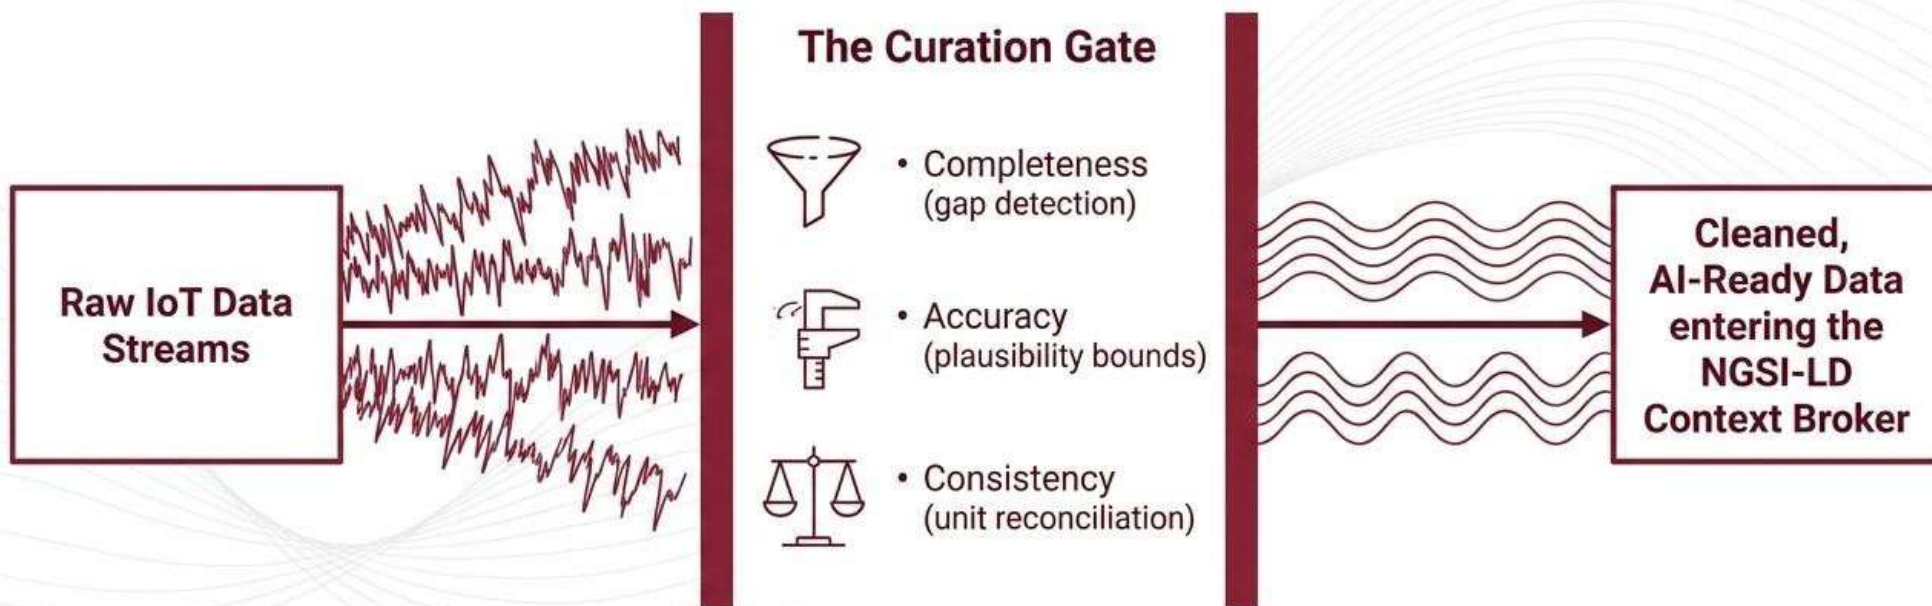 The Curation Gate
Raw IoT Data
Streams
• Completeness
(gap detection)
• Accuracy
(plausibility bounds)
• Consistency
(unit reconciliation)
Cleaned,
AI-Ready Data
entering the
NGSI-LD
Context Broker